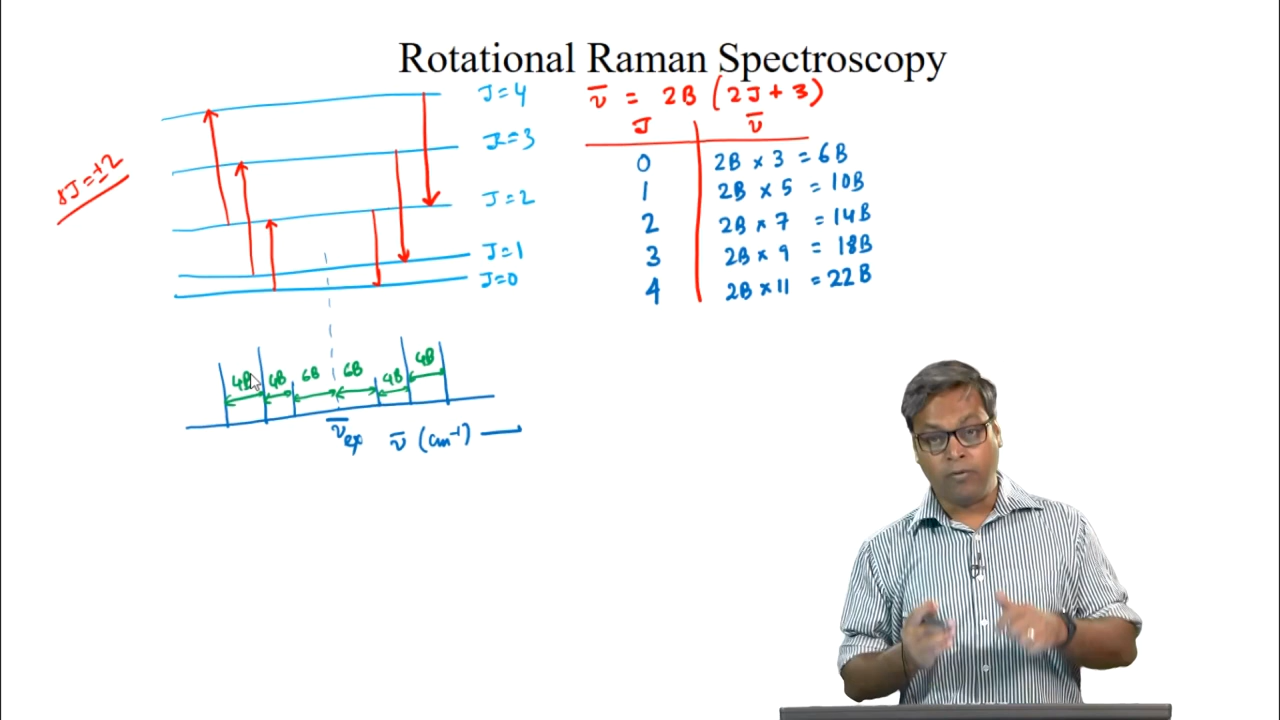 Rotational Raman Spectroscopy
J=4
J=3
J=2
J=1
J=0
δJ=±2
ν̅ = 2B (2J+3)
J ν̅
0 2B × 3 = 6B
1 2B × 5 = 10B
2 2B × 7 = 14B
3 2B × 9 = 18B
4 2B × 11 = 22B
4B 4B 6B 6B 4B 4B
ν̅ex ν̅ (cm⁻¹)